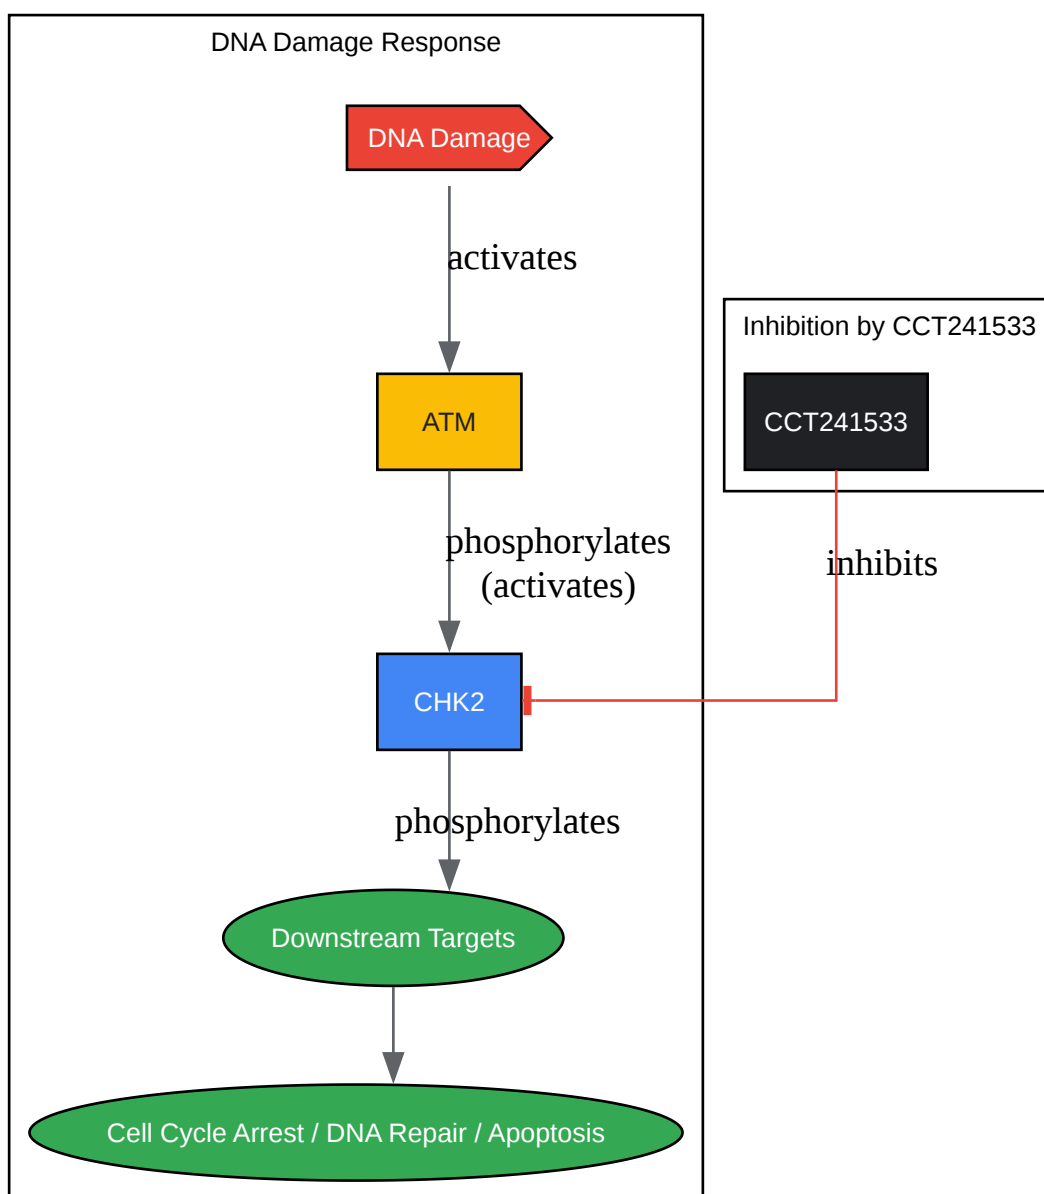 DNA Damage Response
DNA Damage
activates
Inhibition by CCT241533
ATM
CCT241533
phosphorylates
(activates)
inhibits
CHK2
phosphorylates
Downstream Targets
Cell Cycle Arrest / DNA Repair / Apoptosis